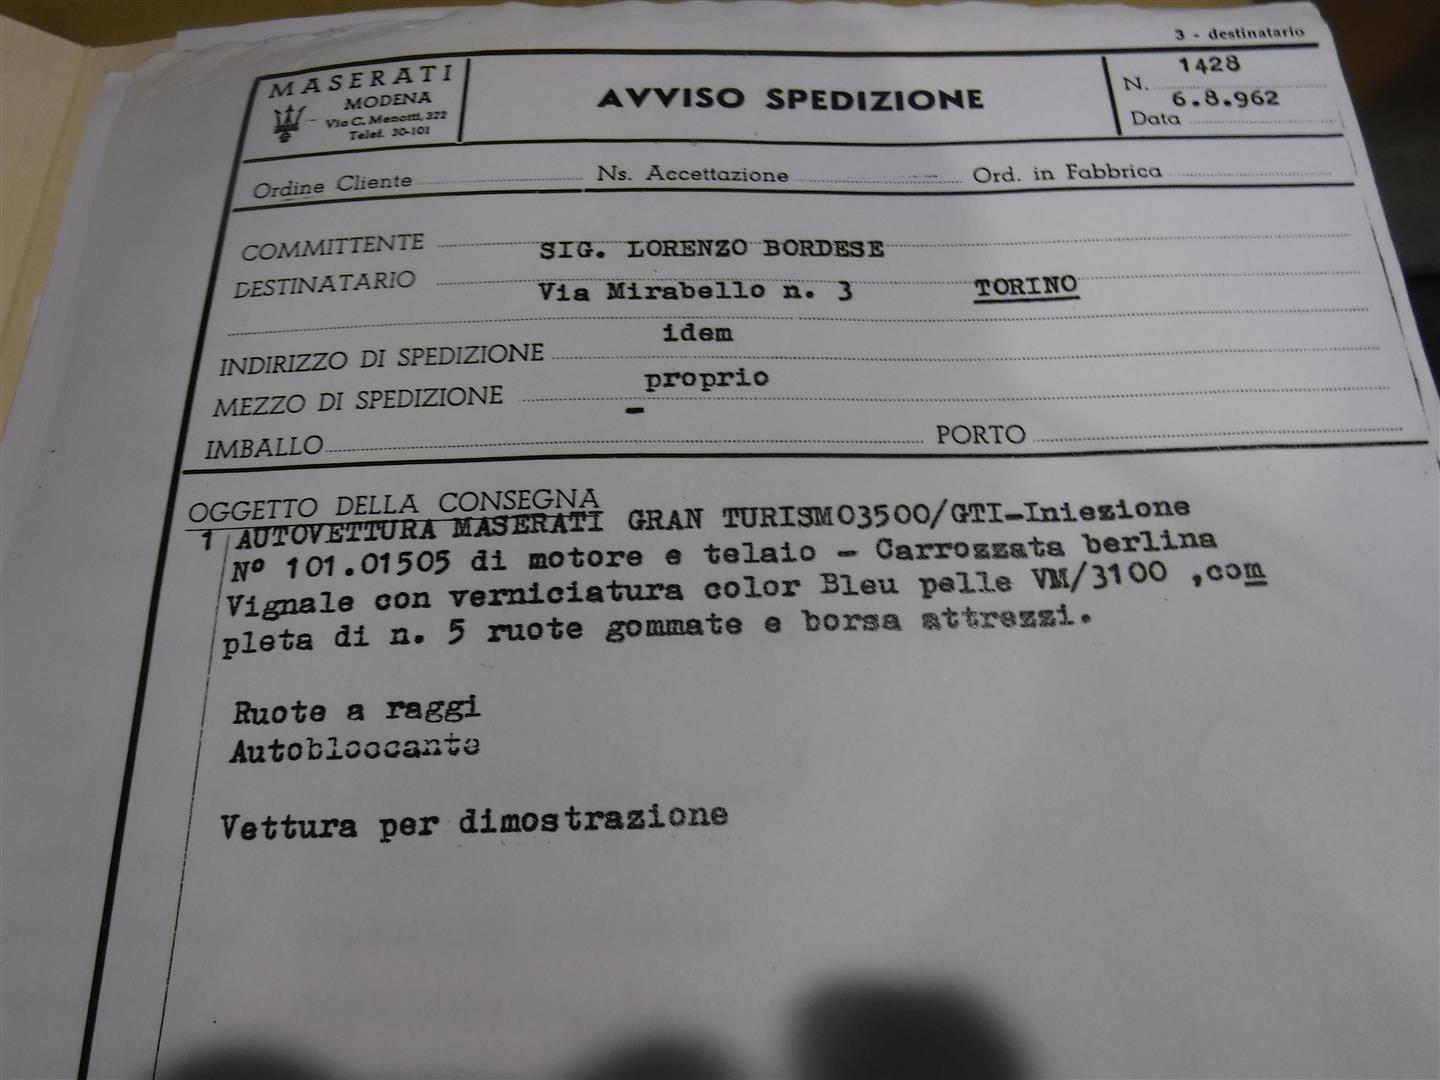 3 - destinatario
MASERATI
MODENA
Via C. Menotti, 322
Telef. 30-101
AVVISO SPEDIZIONE
N. 1428
Data 6.8.962
Ordine Cliente Ns. Accettazione Ord. in Fabbrica
COMMITTENTE SIG. LORENZO BORDESE
DESTINATARIO Via Mirabello n. 3 TORINO
INDIRIZZO DI SPEDIZIONE idem
MEZZO DI SPEDIZIONE proprio
IMBALLO - PORTO
OGGETTO DELLA CONSEGNA
1 AUTOVETTURA MASERATI GRAN TURISMO3500/GTI-Iniezione
Nº 101.01505 di motore e telaio - Carrozzata berlina
Vignale con verniciatura color Bleu pelle VM/3100 ,com
pleta di n. 5 ruote gommate e borsa attrezzi.
Ruote a raggi
Autobloccante
Vettura per dimostrazione